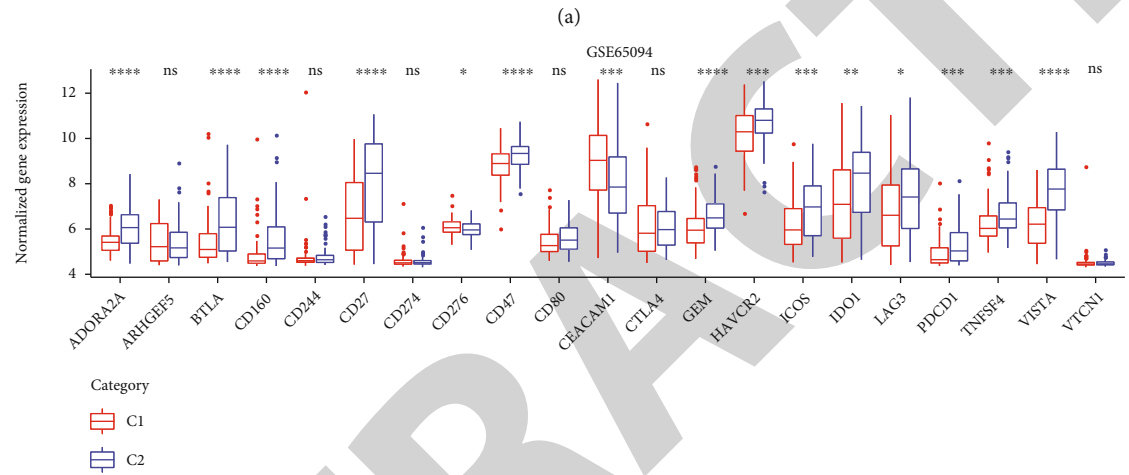 (a)
GSE65094
**** ns **** **** ns **** ns * **** ns *** ns **** *** *** ** * *** *** **** ns
Normalized gene expression
12
10
8
6
4
ADORA2A ARHGEF5 BTLA CD160 CD244 CD27 CD274 CD276 CD47 CD80 CEACAM1 CTLA4 GEM HAVCR2 ICOS IDO1 LAG3 PDCD1 TNFSF4 VISTA VTCN1
Category
C1
C2